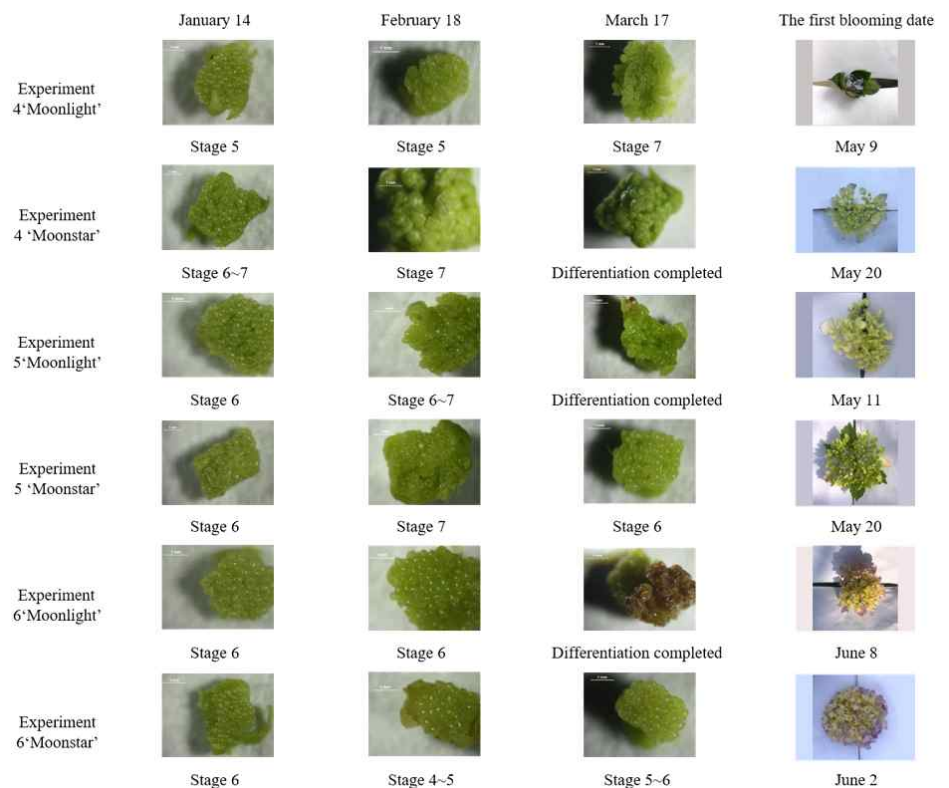 January 14 February 18 March 17 The first blooming date
Experiment
4‘Moonlight’
Stage 5 Stage 5 Stage 7 May 9
Experiment
4 ‘Moonstar’
Stage 6~7 Stage 7 Differentiation completed May 20
Experiment
5‘Moonlight’
Stage 6 Stage 6~7 Differentiation completed May 11
Experiment
5 ‘Moonstar’
Stage 6 Stage 7 Stage 6 May 20
Experiment
6‘Moonlight’
Stage 6 Stage 6 Differentiation completed June 8
Experiment
6‘Moonstar’
Stage 6 Stage 4~5 Stage 5~6 June 2